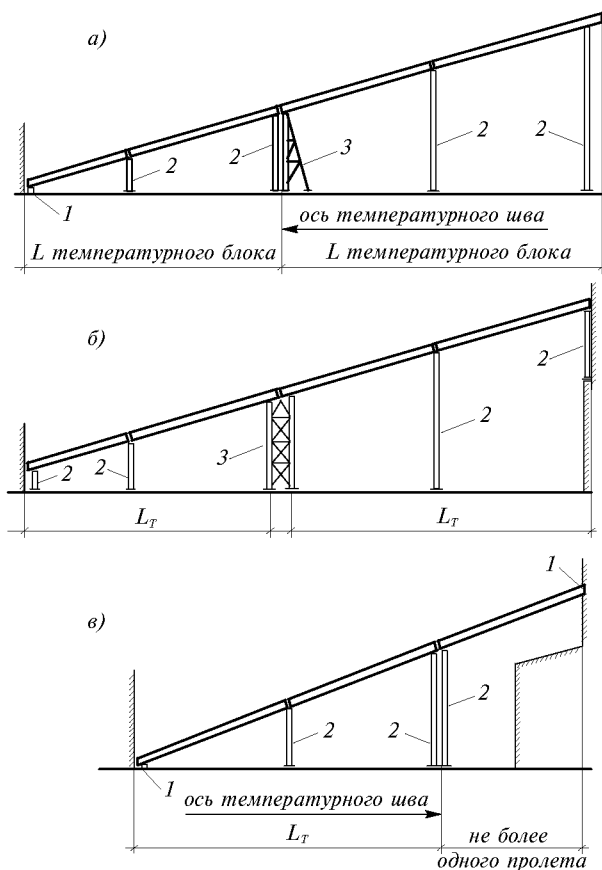 а)
2
2
3
2
2
1
ось температурного шва
L температурного блока
L температурного блока
б)
2
2
2
3
2
L_T
L_T
1
в)
2
2
2
1
ось температурного шва
L_T
не более
одного пролета